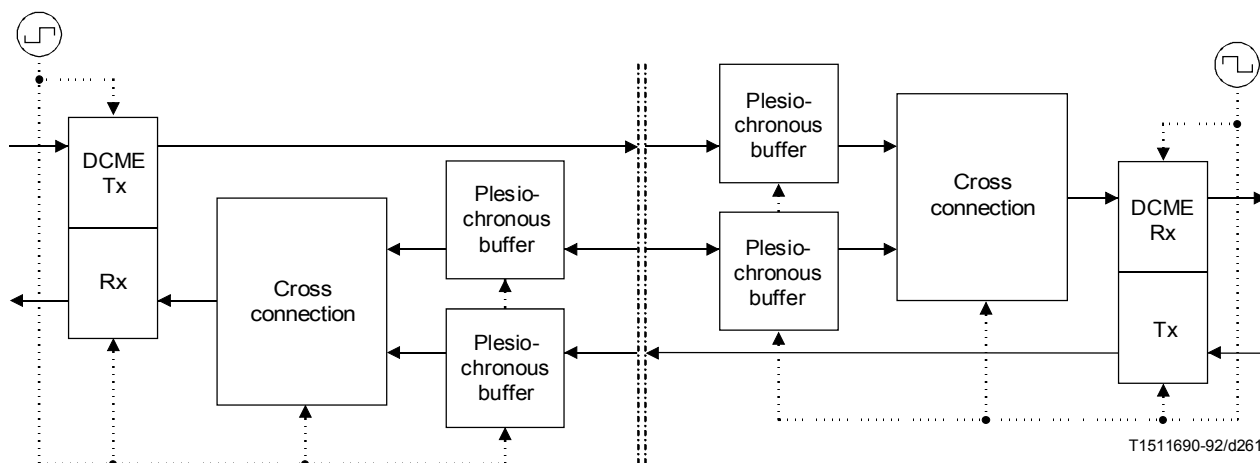 DCME
Tx
Rx
Cross
connection
Plesio-
chronous
buffer
Plesio-
chronous
buffer
Plesio-
chronous
buffer
Plesio-
chronous
buffer
Cross
connection
DCME
Rx
Tx
T1511690-92/d261